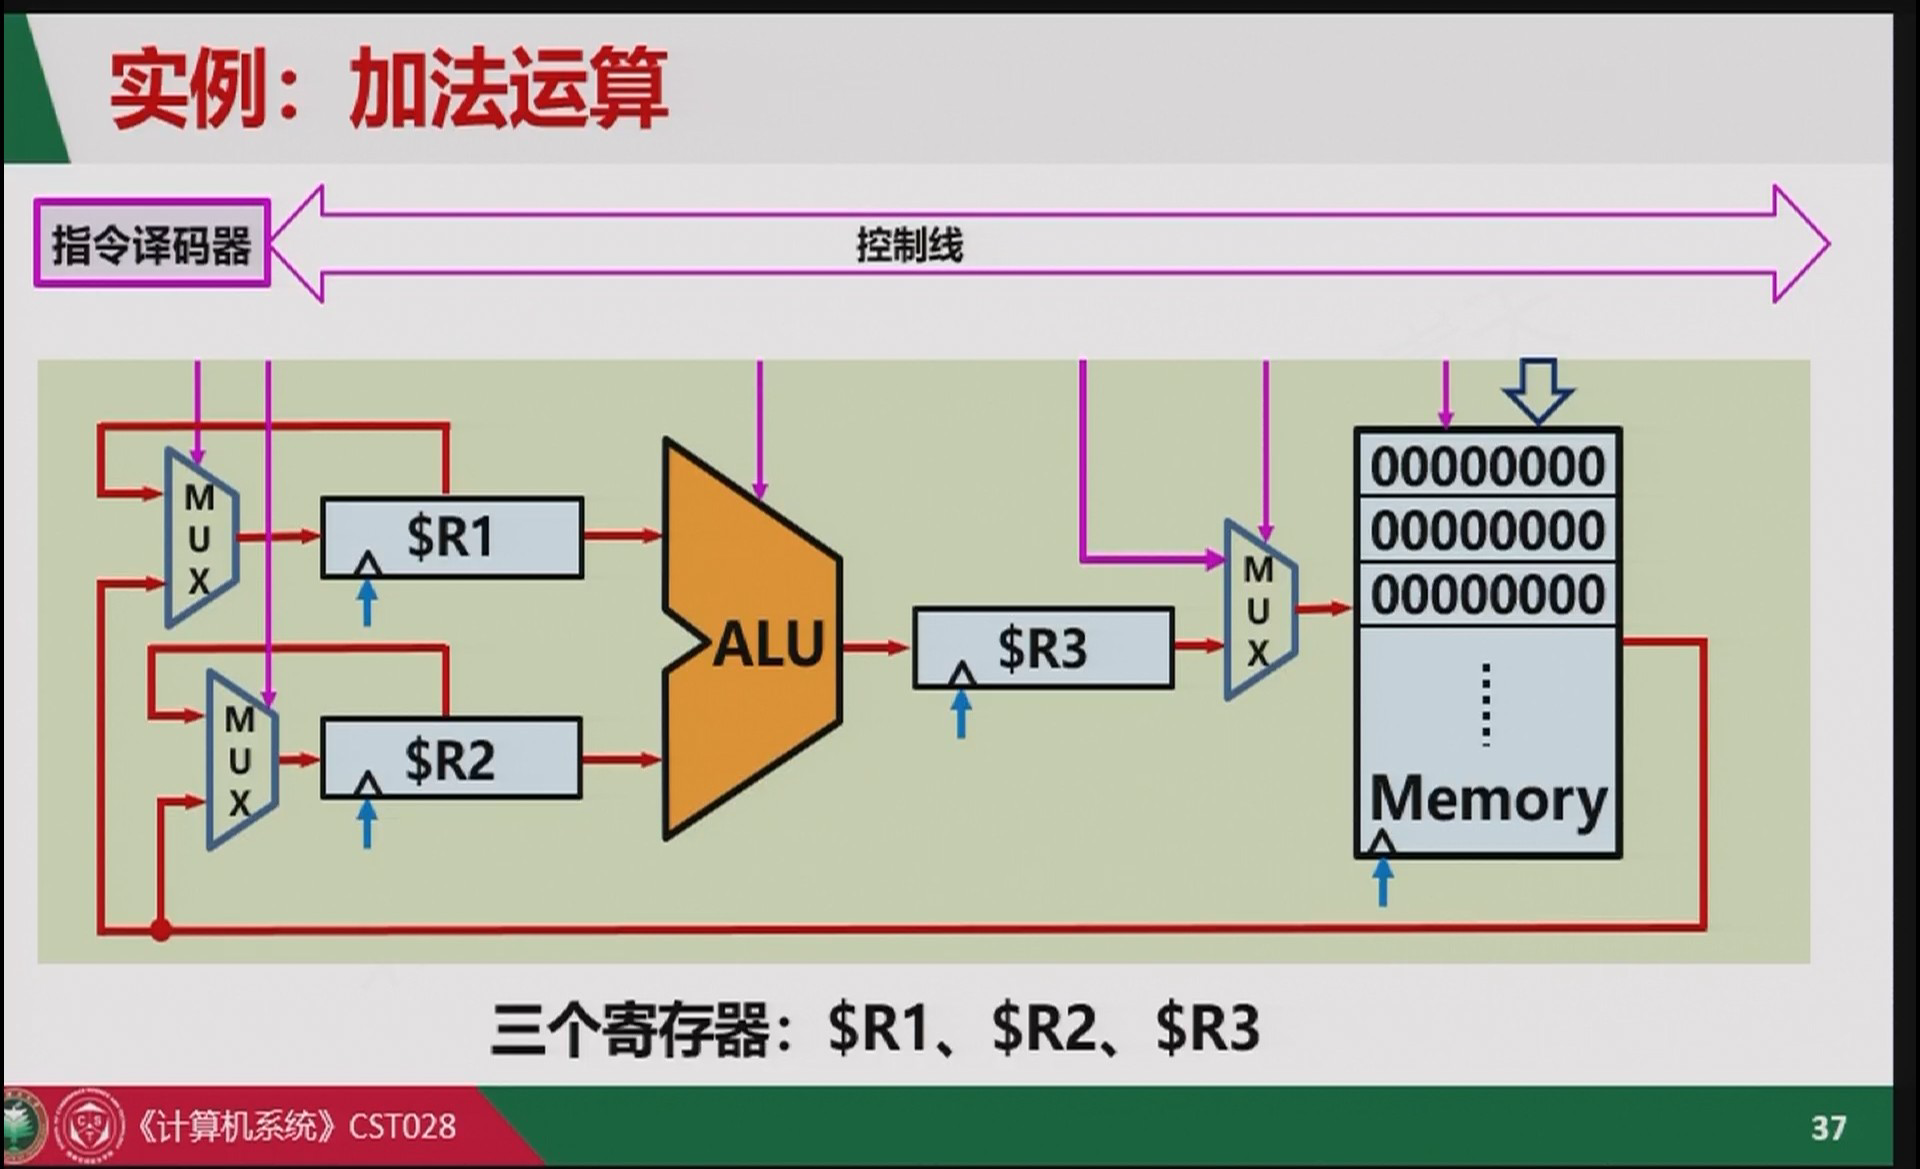 实例：加法运算
指令译码器
控制线
MUX
$R1
MUX
$R2
ALU
$R3
MUX
00000000
00000000
00000000
Memory
三个寄存器：$R1、$R2、$R3
《计算机系统》CST028
37